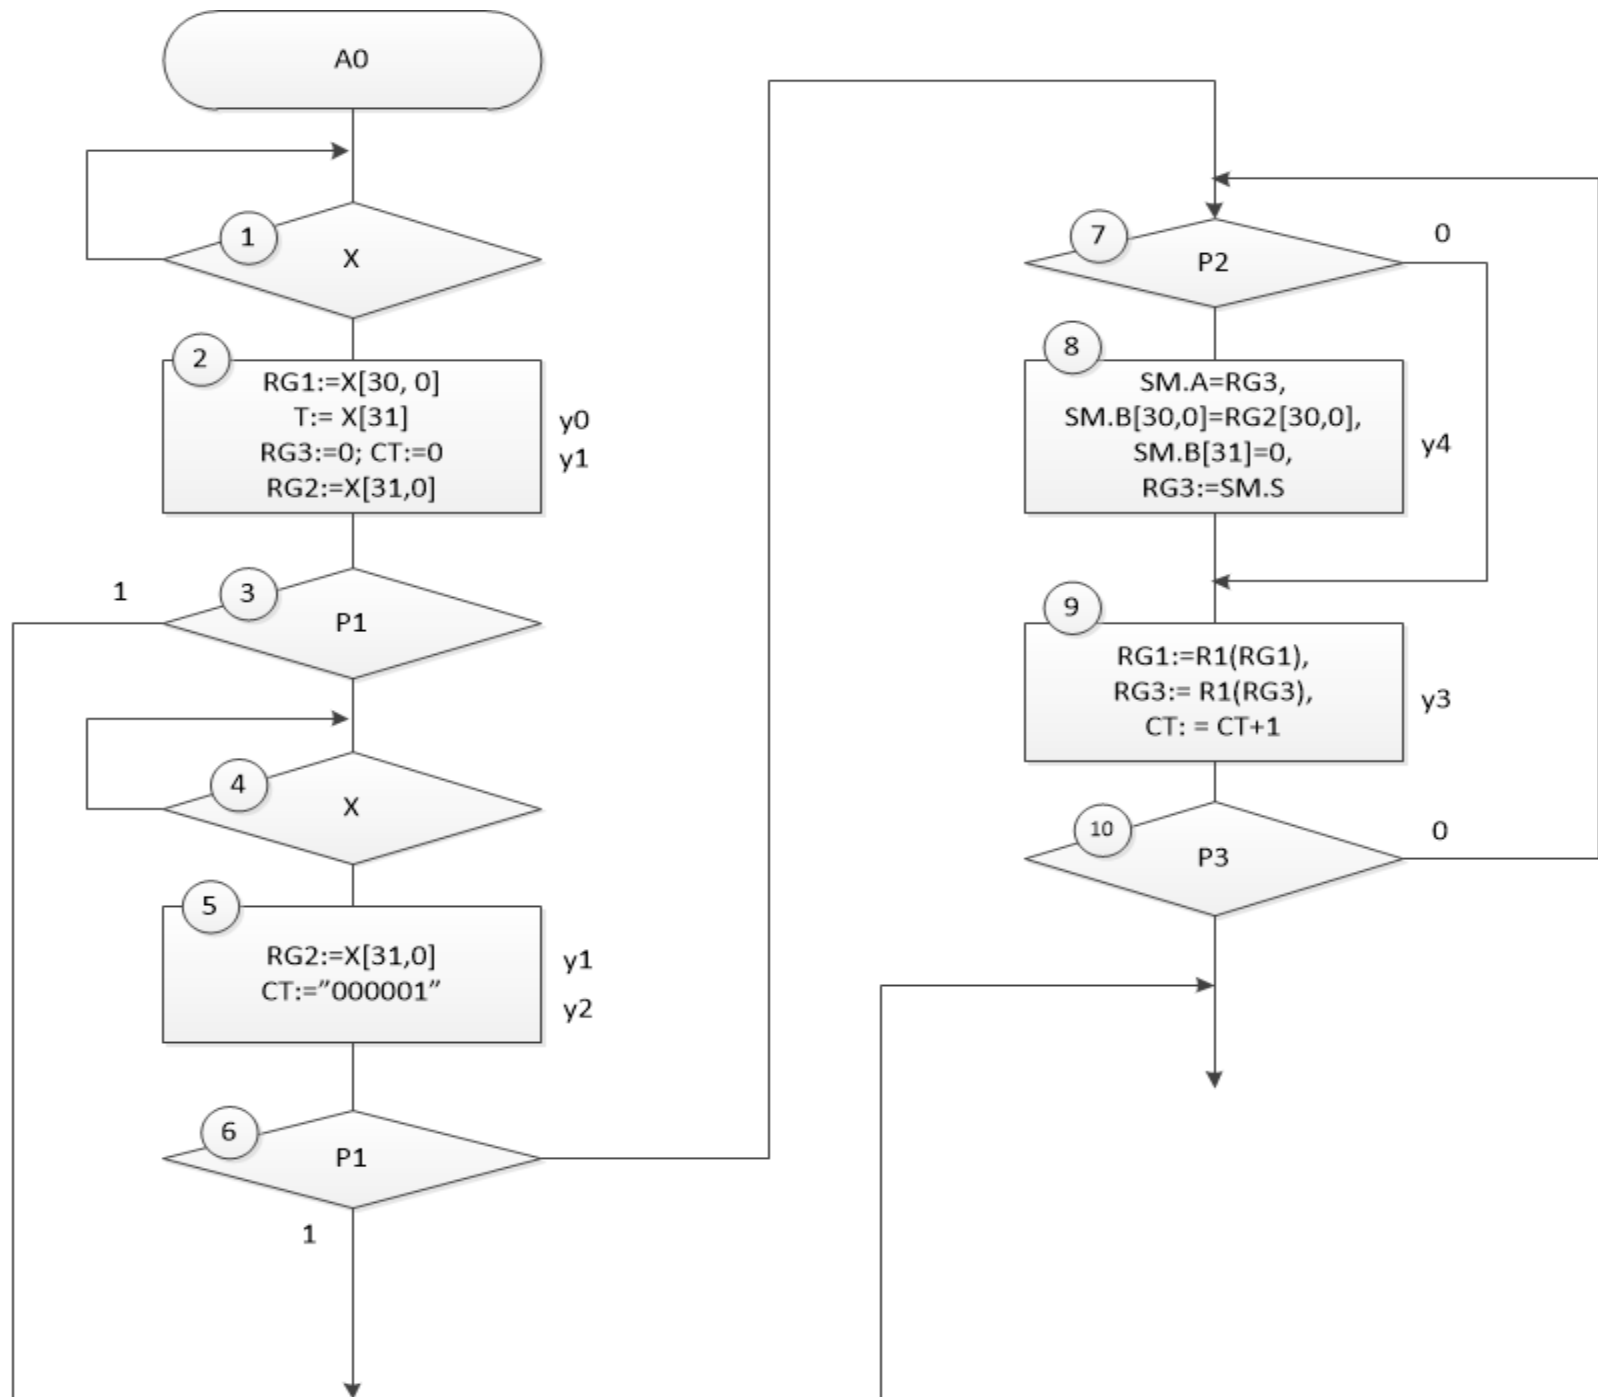 A0
1
X
2
RG1:=X[30, 0]
T:= X[31]
RG3:=0; CT:=0
RG2:=X[31,0]
y0
y1
1
3
P1
4
X
5
RG2:=X[31,0]
CT:=”000001”
y1
y2
6
P1
1
7
P2
0
8
SM.A=RG3,
SM.B[30,0]=RG2[30,0],
SM.B[31]=0,
RG3:=SM.S
y4
9
RG1:=R1(RG1),
RG3:= R1(RG3),
CT: = CT+1
y3
10
P3
0